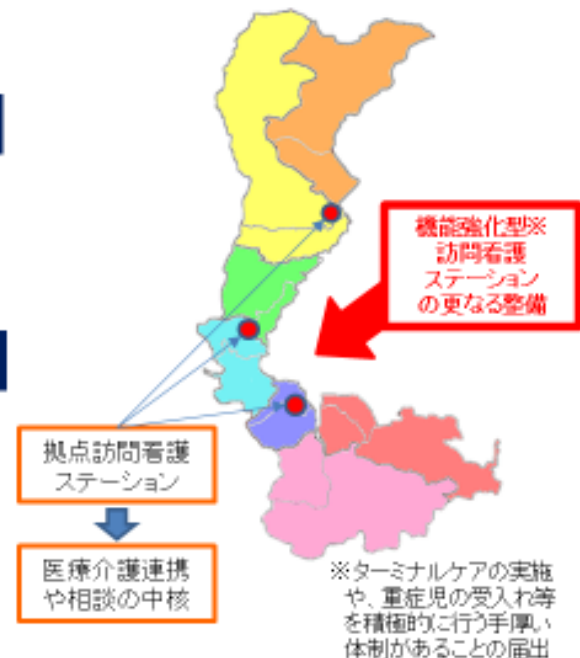 機能強化型※
訪問看護
ステーション
の更なる整備
拠点訪問看護
ステーション
医療介護連携
や相談の中核
※ターミナルケアの実施
や、重症児の受入れ等
を積極的に行う手厚い
体制があることの届出